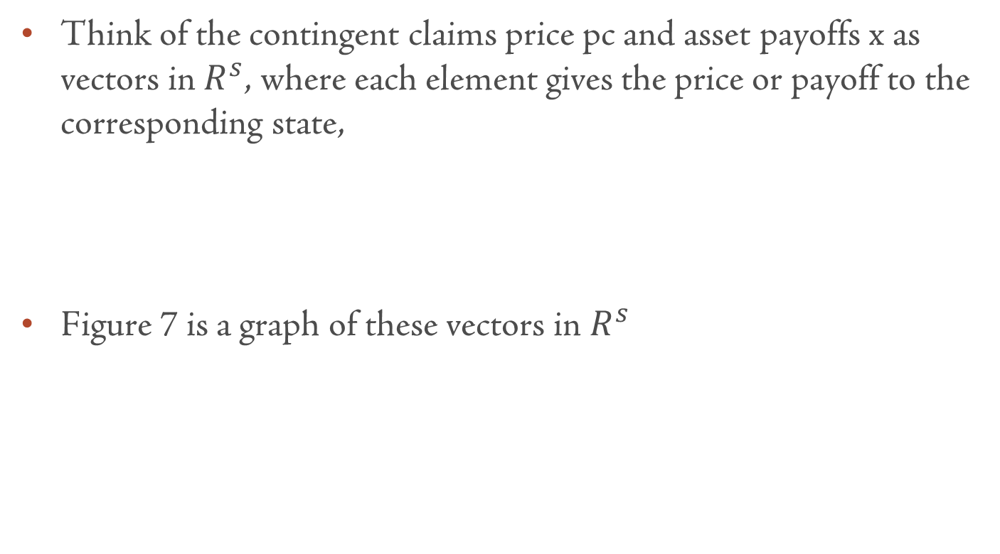 • Think of the contingent claims price pc and asset payoffs x as
vectors in R^S, where each element gives the price or payoff to the
corresponding state,
• Figure 7 is a graph of these vectors in R^S